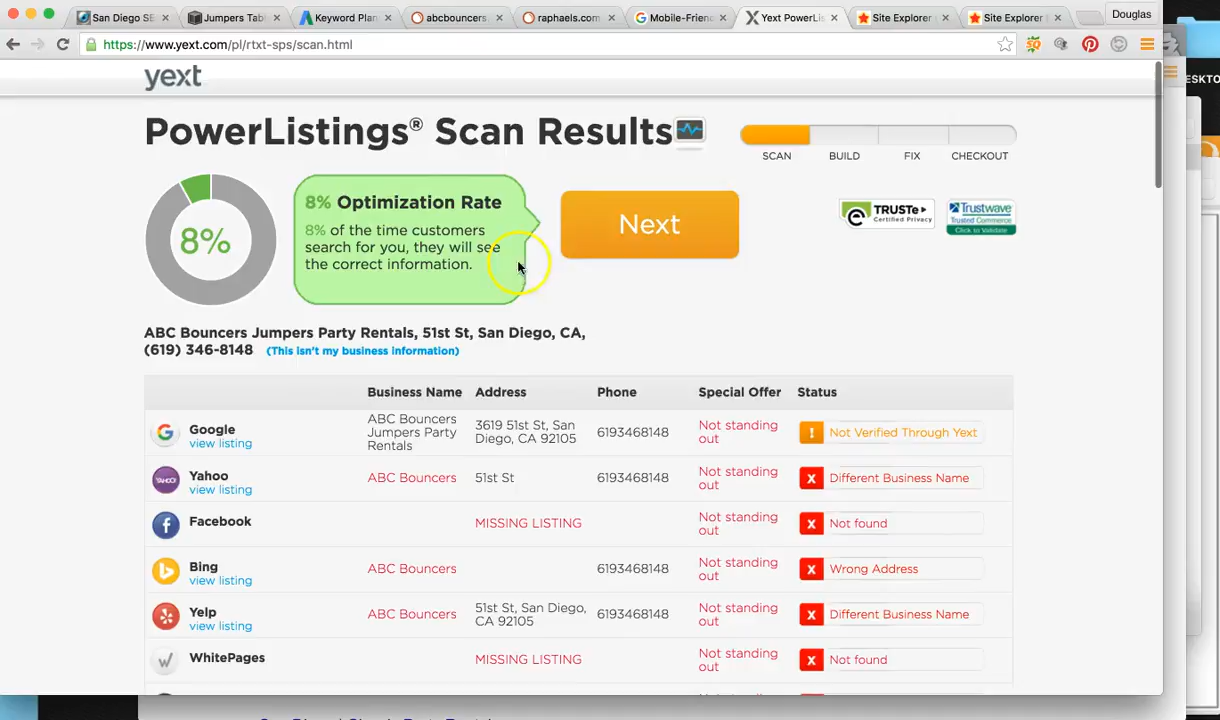 San Diego SE
Jumpers Tab
Keyword Plan
abcbouncers.
raphaels.com
Mobile-Frien
Yext PowerLis
Site Explorer
Site Explorer
Douglas
https://www.yext.com/pl/rtxt-sps/scan.html
ESKTO
yext
PowerListings® Scan Results
SCAN BUILD FIX CHECKOUT
8%
8% Optimization Rate
8% of the time customers
search for you, they will see
the correct information.
Next
TRUSTe
Certified Privacy
Trustwave
Trusted Commerce
Click to Validate
ABC Bouncers Jumpers Party Rentals, 51st St, San Diego, CA,
(619) 346-8148 (This isn't my business information)
Business Name Address Phone Special Offer Status
Google
view listing
ABC Bouncers
Jumpers Party
Rentals
3619 51st St, San
Diego, CA 92105
6193468148
Not standing
out
Not Verified Through Yext
Yahoo
view listing
ABC Bouncers
51st St
6193468148
Not standing
out
Different Business Name
Facebook
MISSING LISTING
Not standing
out
Not found
Bing
view listing
ABC Bouncers
6193468148
Not standing
out
Wrong Address
Yelp
view listing
ABC Bouncers
51st St, San Diego,
CA 92105
6193468148
Not standing
out
Different Business Name
WhitePages
MISSING LISTING
Not standing
out
Not found